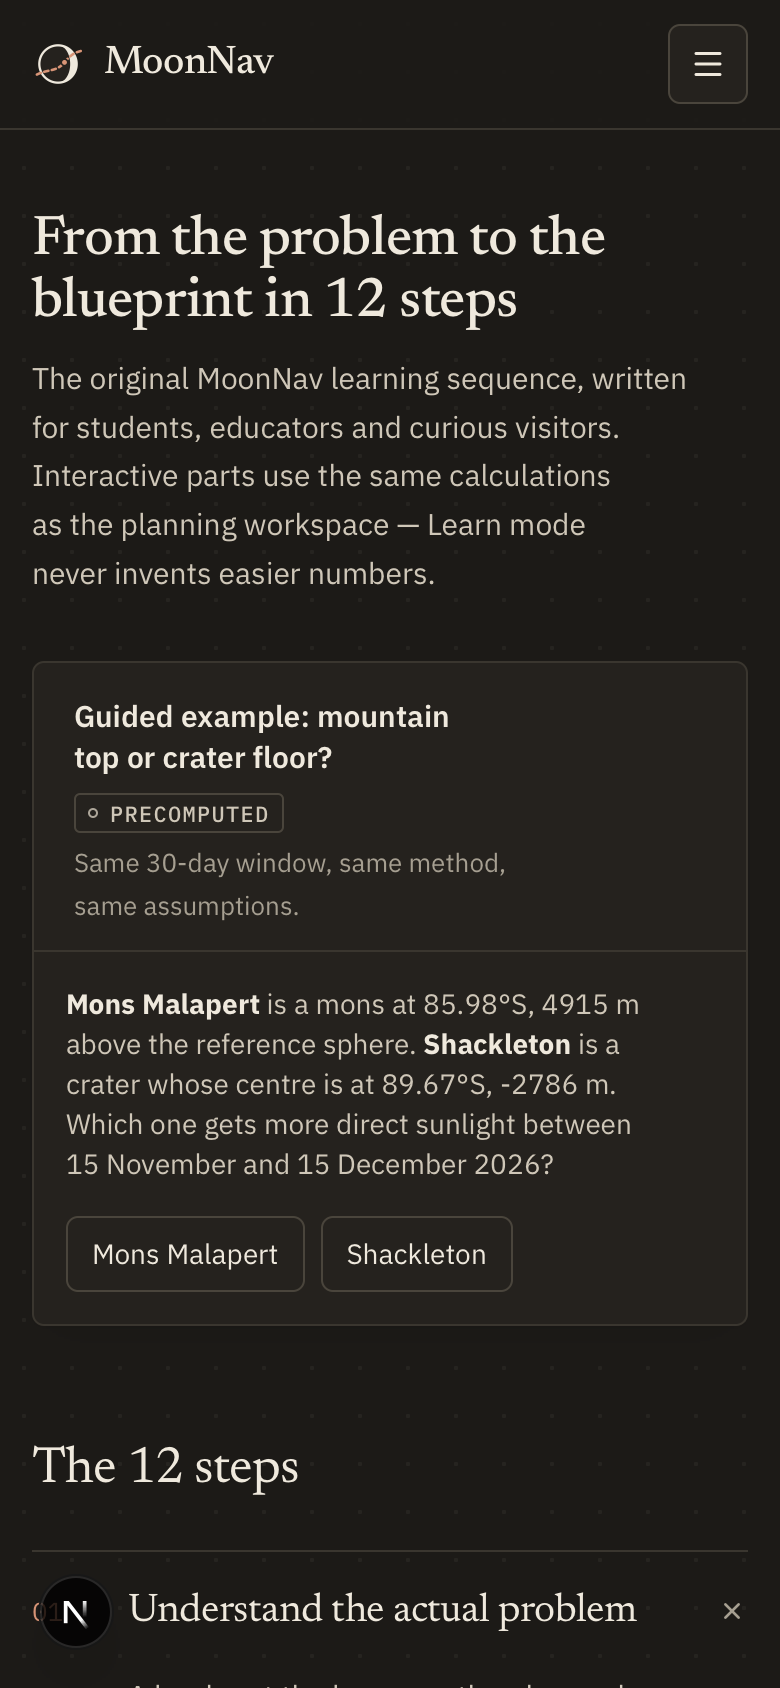 MoonNav
From the problem to the
blueprint in 12 steps
The original MoonNav learning sequence, written
for students, educators and curious visitors.
Interactive parts use the same calculations
as the planning workspace — Learn mode
never invents easier numbers.
Guided example: mountain
top or crater floor?
PRECOMPUTED
Same 30-day window, same method,
same assumptions.
Mons Malapert is a mons at 85.98°S, 4915 m
above the reference sphere. Shackleton is a
crater whose centre is at 89.67°S, -2786 m.
Which one gets more direct sunlight between
15 November and 15 December 2026?
Mons Malapert
Shackleton
The 12 steps
01 N Understand the actual problem